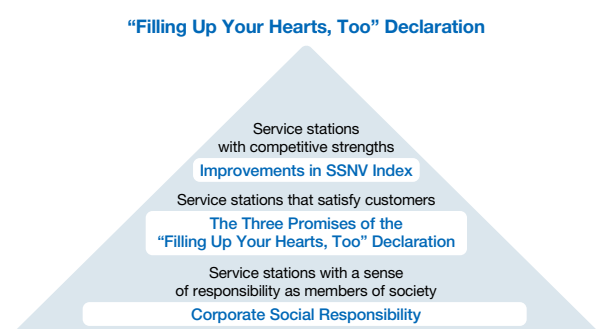 “Filling Up Your Hearts, Too” Declaration
Service stations
with competitive strengths
Improvements in SSNV Index
Service stations that satisfy customers
The Three Promises of the
“Filling Up Your Hearts, Too” Declaration
Service stations with a sense
of responsibility as members of society
Corporate Social Responsibility